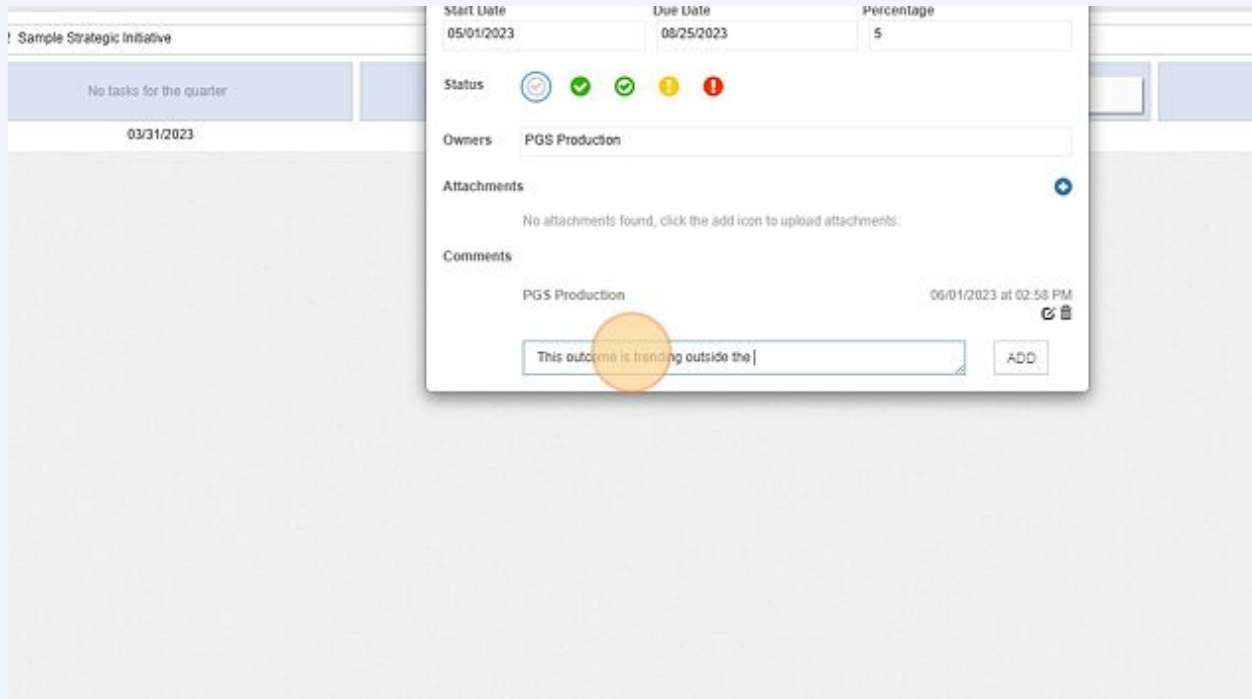 Start Date Due Date Percentage
Sample Strategic Initiative
05/01/2023 08/25/2023 5
No tasks for the quarter
Status
03/31/2023
Owners PGS Production
Attachments
No attachments found, click the add icon to upload attachments.
Comments
PGS Production 06/01/2023 at 02:58 PM
This outcome is trending outside the
ADD